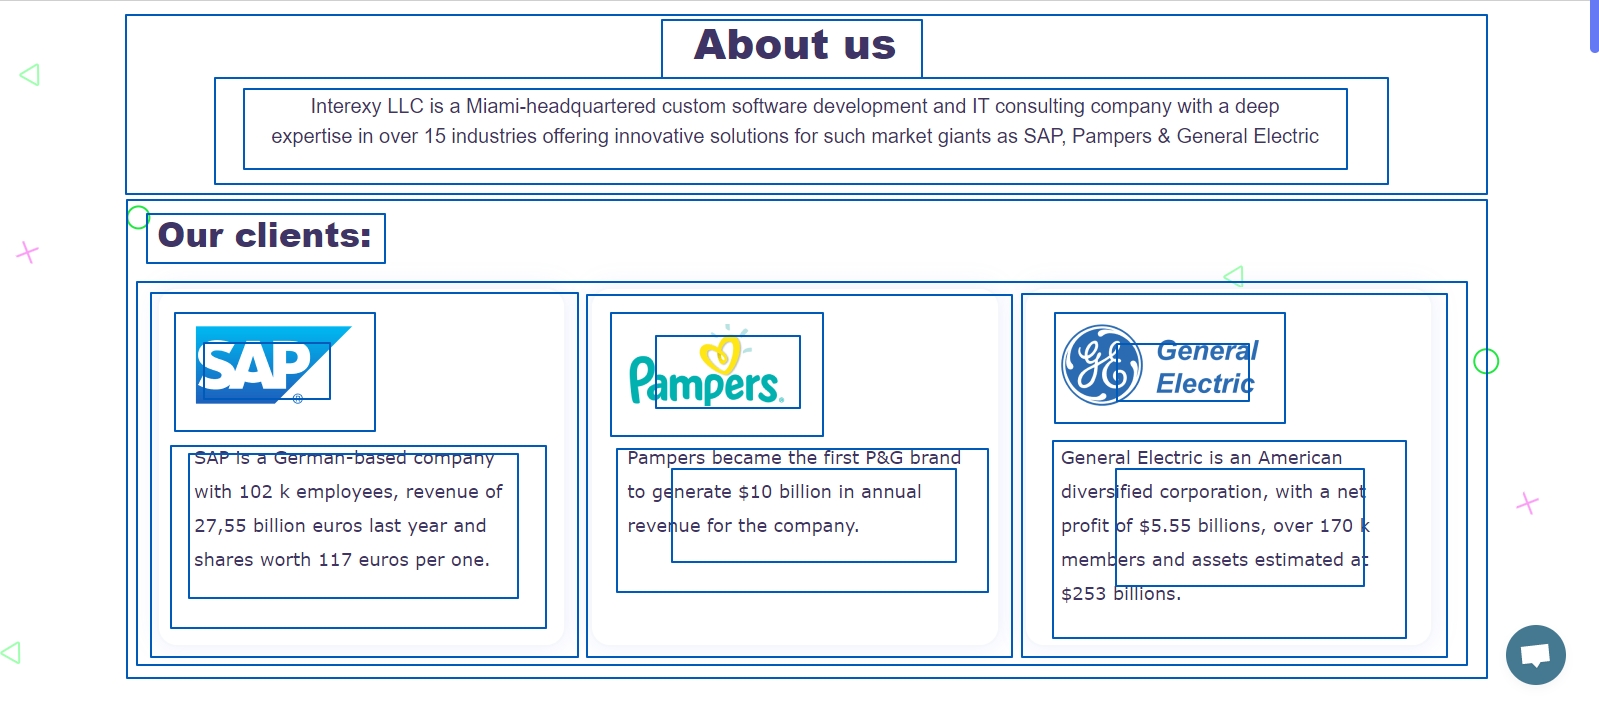 About us
Interexy LLC is a Miami-headquartered custom software development and IT consulting company with a deep
expertise in over 15 industries offering innovative solutions for such market giants as SAP, Pampers & General Electric
Our clients:
SAP ®
Pampers.
GE General
Electric
SAP is a German-based company
with 102 k employees, revenue of
27,55 billion euros last year and
shares worth 117 euros per one.
Pampers became the first P&G brand
to generate $10 billion in annual
revenue for the company.
General Electric is an American
diversified corporation, with a net
profit of $5.55 billions, over 170 k
members and assets estimated at
$253 billions.